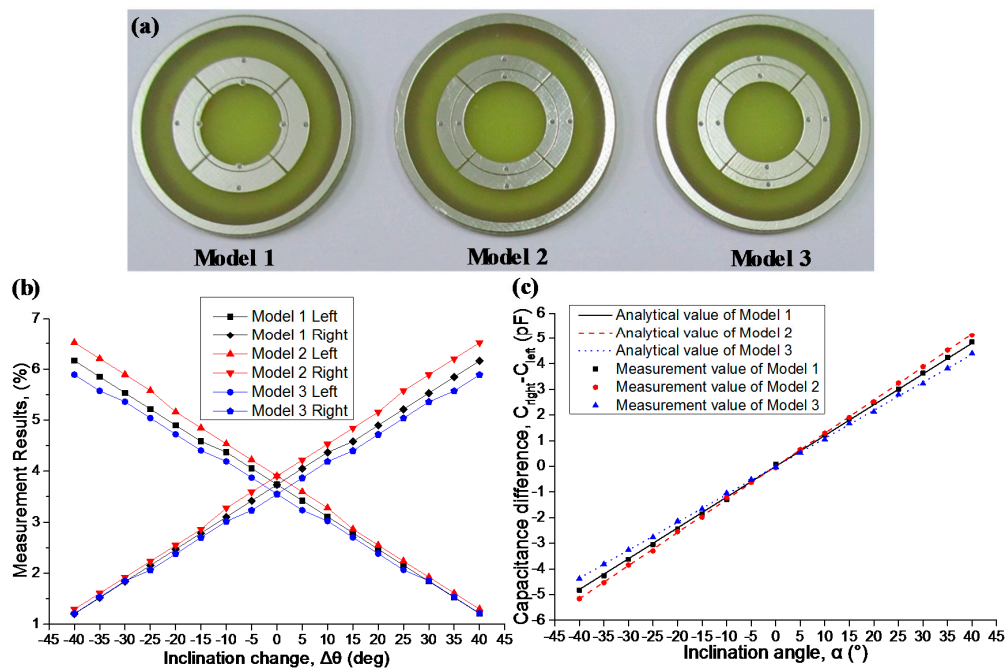 (a)
Model 1 Model 2 Model 3
(b)
Measurement Results, (%)
7
6
5
4
3
2
1
Model 1 Left
Model 1 Right
Model 2 Left
Model 2 Right
Model 3 Left
Model 3 Right
-45 -40 -35 -30 -25 -20 -15 -10 -5 0 5 10 15 20 25 30 35 40 45
Inclination change, Δθ (deg)
(c)
Capacitance difference, Cright-Cleft (pF)
6
5
4
3
2
1
0
-1
-2
-3
-4
-5
-6
Analytical value of Model 1
Analytical value of Model 2
Analytical value of Model 3
Measurement value of Model 1
Measurement value of Model 2
Measurement value of Model 3
-45 -40 -35 -30 -25 -20 -15 -10 -5 0 5 10 15 20 25 30 35 40 45
Inclination angle, α (°)